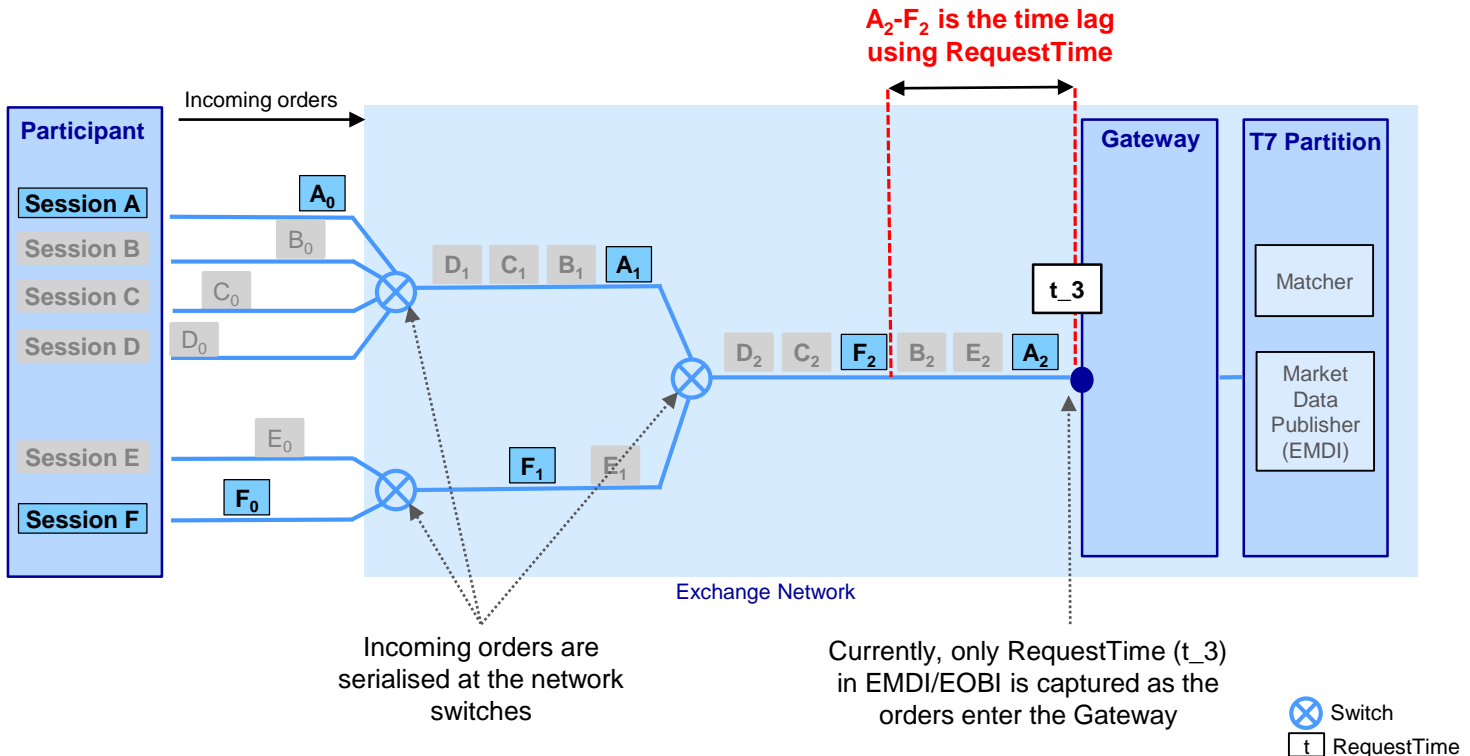 A₂-F₂ is the time lag
using RequestTime
Incoming orders
Participant
Gateway
T7 Partition
Session A
A₀
Session B
B₀
Session C
C₀
Session D
D₀
D₁ C₁ B₁ A₁
t_3
Matcher
D₂ C₂ F₂ B₂ E₂ A₂
Market
Data
Publisher
(EMDI)
Session E
E₀
F₁ E₁
Session F
F₀
Exchange Network
Incoming orders are
serialised at the network
switches
Currently, only RequestTime (t_3)
in EMDI/EOBI is captured as the
orders enter the Gateway
Switch
t RequestTime